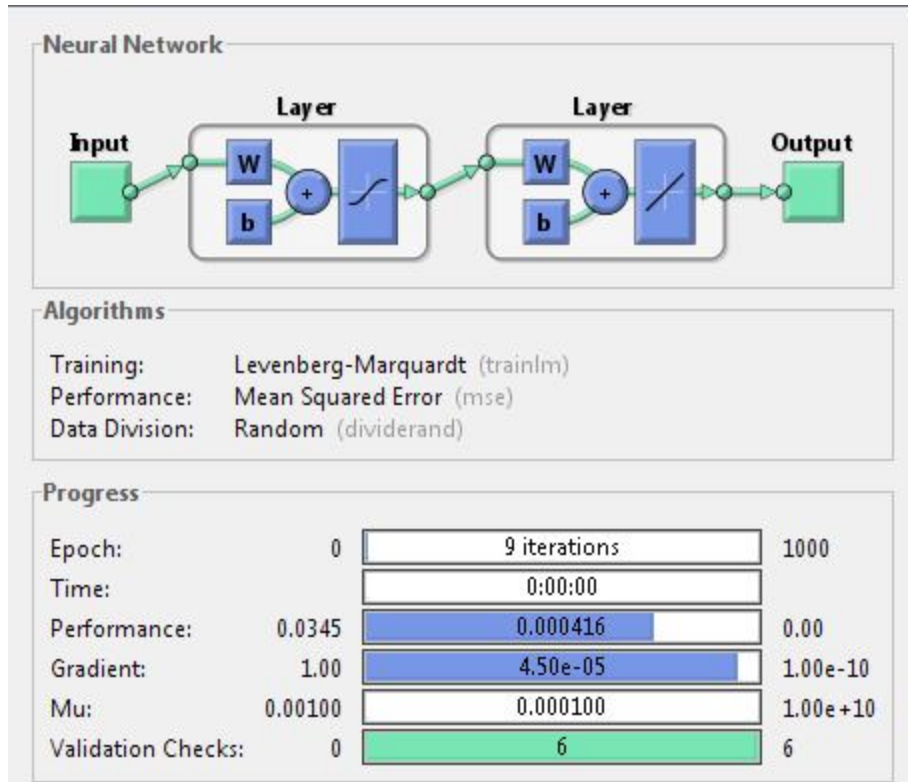 Neural Network
Layer Layer
Input Output
W W
+ +
b b
Algorithms
Training: Levenberg-Marquardt (trainlm)
Performance: Mean Squared Error (mse)
Data Division: Random (dividerand)
Progress
Epoch: 0 9 iterations 1000
Time: 0:00:00
Performance: 0.0345 0.000416 0.00
Gradient: 1.00 4.50e-05 1.00e-10
Mu: 0.00100 0.000100 1.00e+10
Validation Checks: 0 6 6